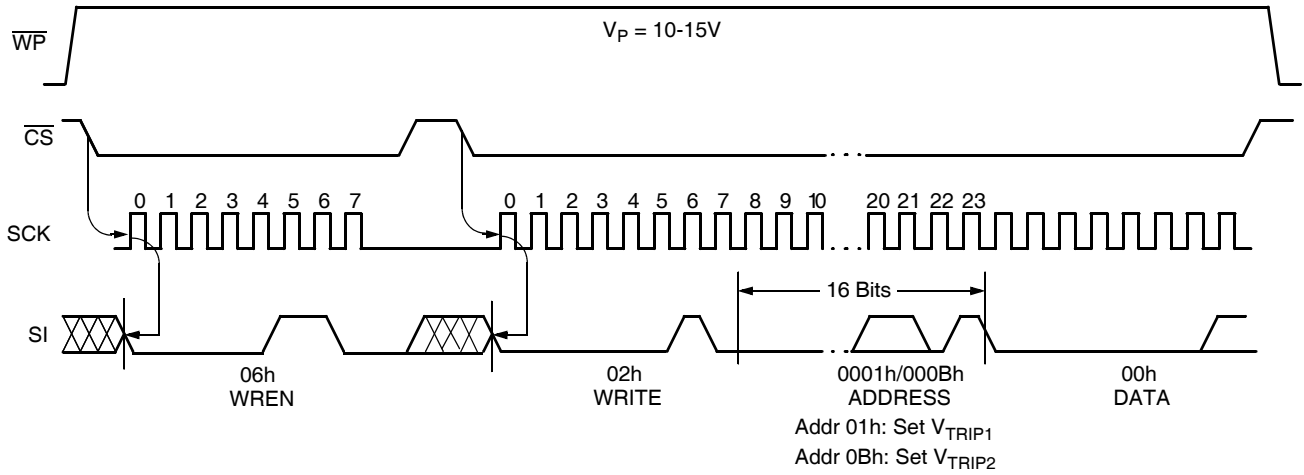 WP
V_P = 10-15V
CS
0 1 2 3 4 5 6 7
0 1 2 3 4 5 6 7 8 9 10
20 21 22 23
SCK
16 Bits
SI
06h
WREN
02h
WRITE
0001h/000Bh
ADDRESS
00h
DATA
Addr 01h: Set V_TRIP1
Addr 0Bh: Set V_TRIP2